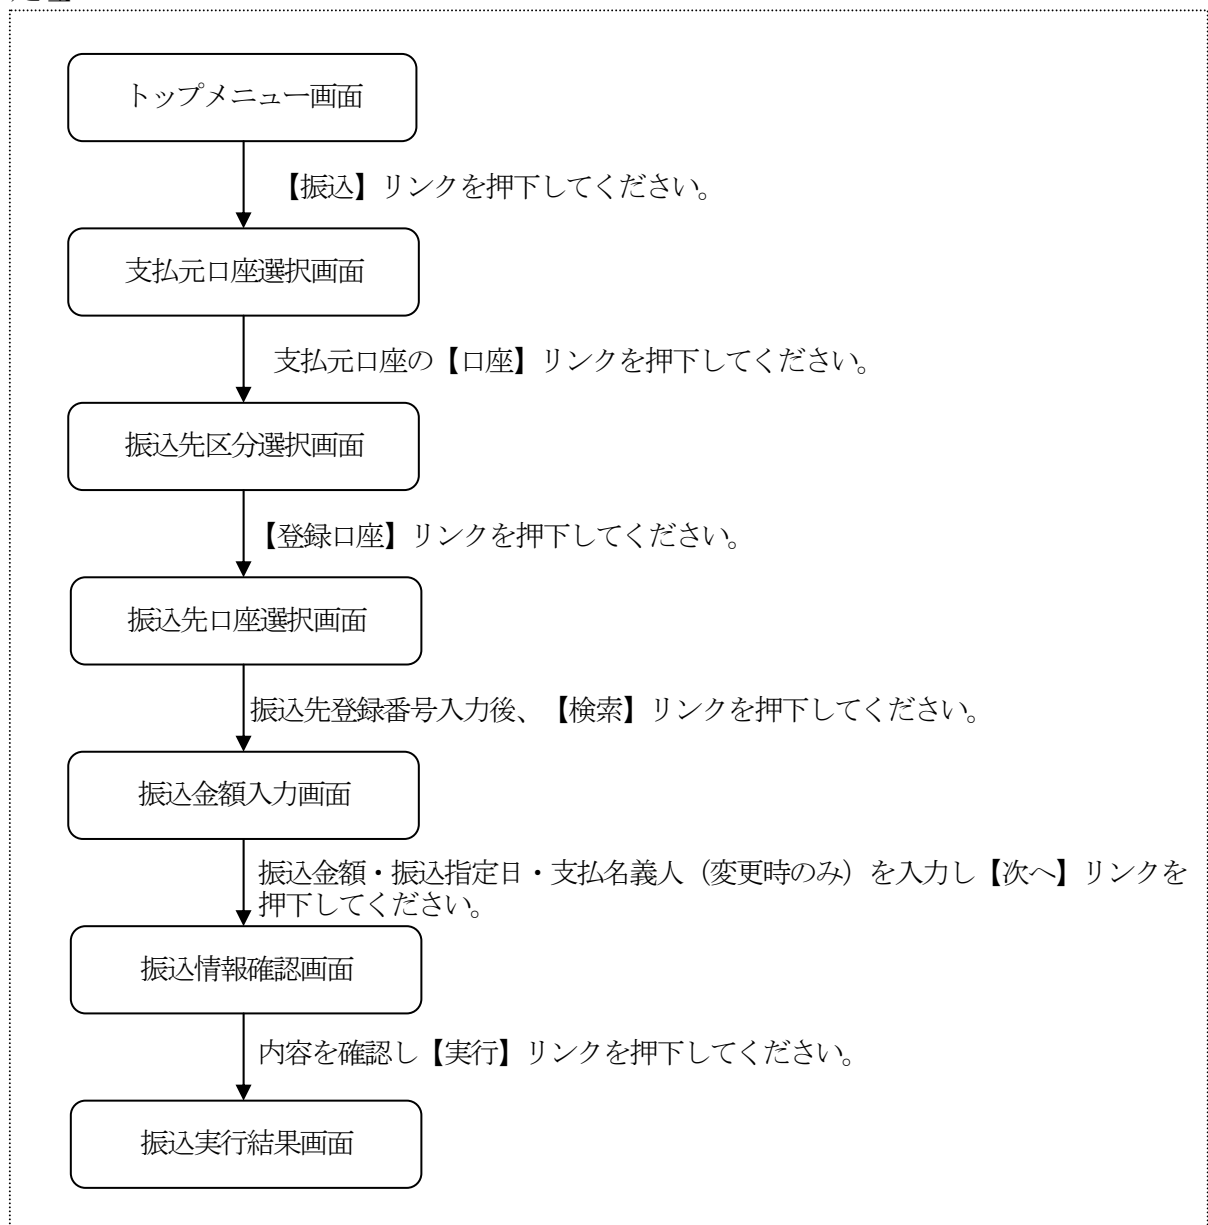 トップメニュー画面
【振込】リンクを押下してください。
支払元口座選択画面
支払元口座の【口座】リンクを押下してください。
振込先区分選択画面
【登録口座】リンクを押下してください。
振込先口座選択画面
振込先登録番号入力後、【検索】リンクを押下してください。
振込金額入力画面
振込金額・振込指定日・支払名義人（変更時のみ）を入力し【次へ】リンクを
押下してください。
振込情報確認画面
内容を確認し【実行】リンクを押下してください。
振込実行結果画面